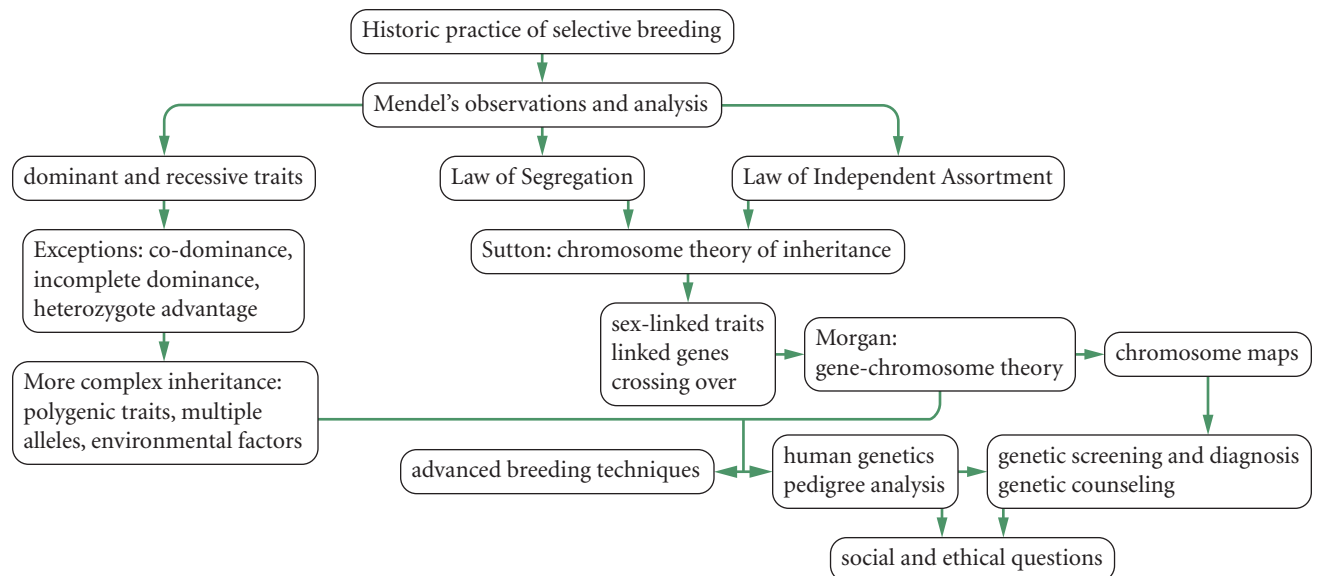 Historic practice of selective breeding
Mendel’s observations and analysis
dominant and recessive traits
Law of Segregation
Law of Independent Assortment
Exceptions: co-dominance,
incomplete dominance,
heterozygote advantage
Sutton: chromosome theory of inheritance
sex-linked traits
linked genes
crossing over
Morgan:
gene-chromosome theory
chromosome maps
More complex inheritance:
polygenic traits, multiple
alleles, environmental factors
advanced breeding techniques
human genetics
pedigree analysis
genetic screening and diagnosis
genetic counseling
social and ethical questions